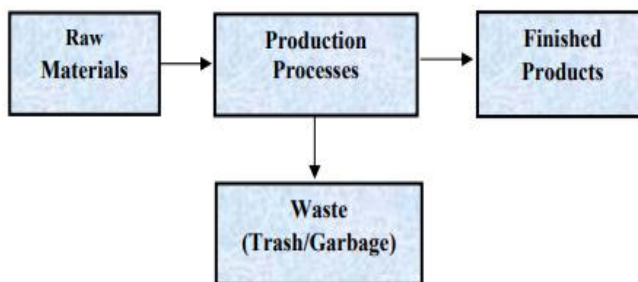 Raw
Materials
Production
Processes
Finished
Products
Waste
(Trash/Garbage)